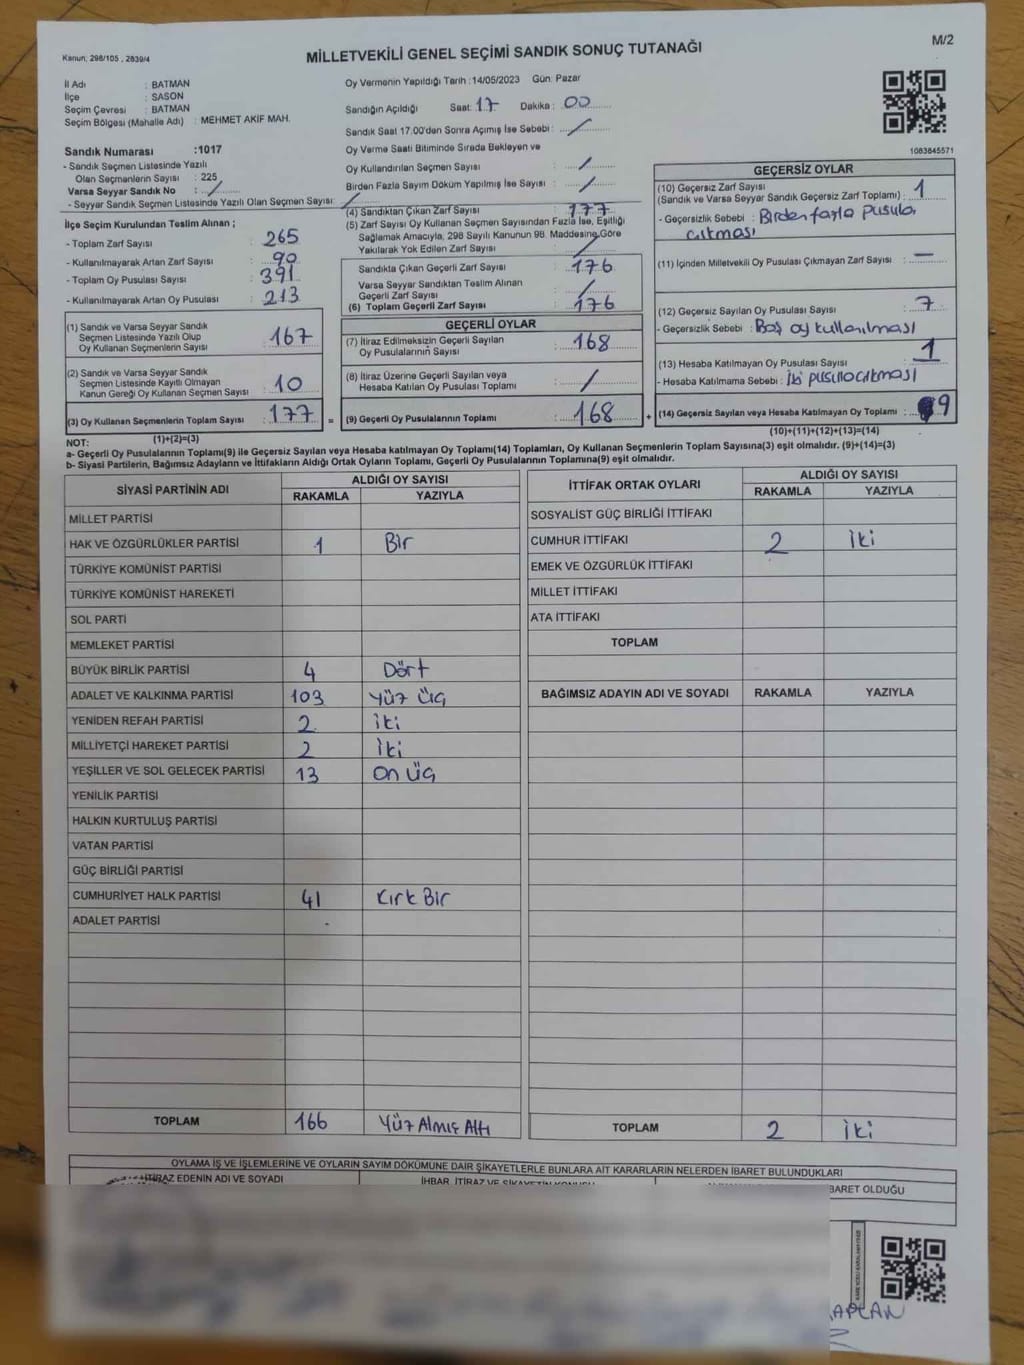 Kanun, 298/105 , 2839/4
MİLLETVEKİLİ GENEL SEÇİMİ SANDIK SONUÇ TUTANAĞI
M/2
İl Adı : BATMAN
İlçe : SASON
Seçim Çevresi : BATMAN
Seçim Bölgesi (Mahalle Adı) : MEHMET AKİF MAH.
Sandık Numarası :1017
- Sandık Seçmen Listesinde Yazılı
Olan Seçmenlerin Sayısı : 225
Varsa Seyyar Sandık No : /
- Seyyar Sandık Seçmen Listesinde Yazılı Olan Seçmen Sayısı: /
Oy Vermenin Yapıldığı Tarih :14/05/2023 Gün: Pazar
Sandığın Açıldığı Saat: 17 Dakika : 00
Sandık Saat 17.00'den Sonra Açımış İse Sebebi : /
Oy Verme Saati Bitiminde Sırada Bekleyen ve
Oy Kullandırılan Seçmen Sayısı : /
Birden Fazla Sayım Döküm Yapılmış İse Sayısı : /
1083845571
İlçe Seçim Kurulundan Teslim Alınan ;
- Toplam Zarf Sayısı : 265
- Kullanılmayarak Artan Zarf Sayısı : 90
- Toplam Oy Pusulası Sayısı : 391
- Kullanılmayarak Artan Oy Pusulası : 213
(1) Sandık ve Varsa Seyyar Sandık
Seçmen Listesinde Yazılı Olup
Oy Kullanan Seçmenlerin Sayısı : 167
(2) Sandık ve Varsa Seyyar Sandık
Seçmen Listesinde Kayıtlı Olmayan
Kanun Gereği Oy Kullanan Seçmen Sayısı : 10
(3) Oy Kullanan Seçmenlerin Toplam Sayısı : 177
(1)+(2)=(3)
(4) Sandıktan Çıkan Zarf Sayısı : 177
(5) Zarf Sayısı Oy Kullanan Seçmen Sayısından Fazla İse, Eşitliği
Sağlamak Amacıyla, 298 Sayılı Kanunun 98. Maddesine Göre
Yakılarak Yok Edilen Zarf Sayısı : /
Sandıkta Çıkan Geçerli Zarf Sayısı : 176
Varsa Seyyar Sandıktan Teslim Alınan
Geçerli Zarf Sayısı : /
(6) Toplam Geçerli Zarf Sayısı : 176
GEÇERLİ OYLAR
(7) İtiraz Edilmeksizin Geçerli Sayılan
Oy Pusulalarının Sayısı : 168
(8) İtiraz Üzerine Geçerli Sayılan veya
Hesaba Katılan Oy Pusulası Toplamı : /
= (9) Geçerli Oy Pusulalarının Toplamı : 168 +
GEÇERSİZ OYLAR
(10) Geçersiz Zarf Sayısı
(Sandık ve Varsa Seyyar Sandık Geçersiz Zarf Toplamı) : 1
- Geçersizlik Sebebi : Birden fazla pusula
çıkması
(11) İçinden Milletvekili Oy Pusulası Çıkmayan Zarf Sayısı : —
(12) Geçersiz Sayılan Oy Pusulası Sayısı : 7
- Geçersizlik Sebebi : Boş oy kullanılması
(13) Hesaba Katılmayan Oy Pusulası Sayısı : 1
- Hesaba Katılmama Sebebi : İki pusula çıkması
(14) Geçersiz Sayılan veya Hesaba Katılmayan Oy Toplamı : 9
(10)+(11)+(12)+(13)=(14)
NOT:
a- Geçerli Oy Pusulalarının Toplamı(9) ile Geçersiz Sayılan veya Hesaba katılmayan Oy Toplamı(14) Toplamları, Oy Kullanan Seçmenlerin Toplam Sayısına(3) eşit olmalıdır. (9)+(14)=(3)
b- Siyasi Partilerin, Bağımsız Adayların ve İttifakların Aldığı Ortak Oyların Toplamı, Geçerli Oy Pusulalarının Toplamına(9) eşit olmalıdır.
SİYASİ PARTİNİN ADI ALDIĞI OY SAYISI
RAKAMLA YAZIYLA
MİLLET PARTİSİ
HAK VE ÖZGÜRLÜKLER PARTİSİ 1 Bir
TÜRKİYE KOMÜNİST PARTİSİ
TÜRKİYE KOMÜNİST HAREKETİ
SOL PARTİ
MEMLEKET PARTİSİ
BÜYÜK BİRLİK PARTİSİ 4 Dört
ADALET VE KALKINMA PARTİSİ 103 Yüz Üç
YENİDEN REFAH PARTİSİ 2 İki
MİLLİYETÇİ HAREKET PARTİSİ 2 İki
YEŞİLLER VE SOL GELECEK PARTİSİ 13 On Üç
YENİLİK PARTİSİ
HALKIN KURTULUŞ PARTİSİ
VATAN PARTİSİ
GÜÇ BİRLİĞİ PARTİSİ
CUMHURİYET HALK PARTİSİ 41 Kırk Bir
ADALET PARTİSİ
TOPLAM 166 Yüz Almış Altı
İTTİFAK ORTAK OYLARI ALDIĞI OY SAYISI
RAKAMLA YAZIYLA
SOSYALİST GÜÇ BİRLİĞİ İTTİFAKI
CUMHUR İTTİFAKI 2 İki
EMEK VE ÖZGÜRLÜK İTTİFAKI
MİLLET İTTİFAKI
ATA İTTİFAKI
TOPLAM
BAĞIMSIZ ADAYIN ADI VE SOYADI RAKAMLA YAZIYLA
TOPLAM 2 İki
OYLAMA İŞ VE İŞLEMLERİNE VE OYLARIN SAYIM DÖKÜMÜNE DAİR ŞİKAYETLERLE BUNLARA AİT KARARLARIN NELERDEN İBARET BULUNDUKLARI
İTİRAZ EDENİN ADI VE SOYADI
İHBAR, İTİRAZ VE ŞİKAYETİN KONUSU
İBARET OLDUĞU
KAPLAN